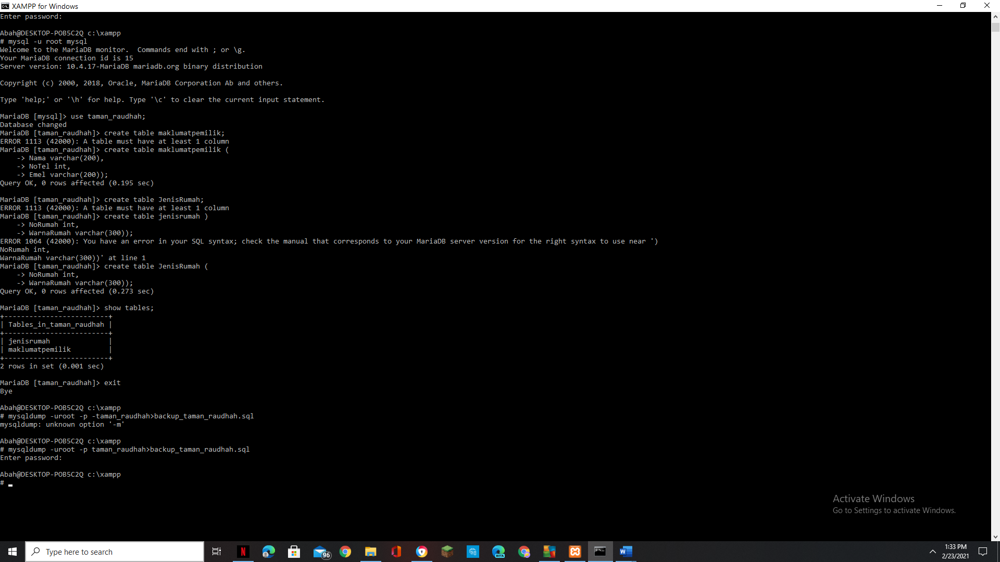 XAMPP for Windows
Enter password:
Abah@DESKTOP-POB5C2Q c:\xampp
# mysql -u root mysql
Welcome to the MariaDB monitor.  Commands end with ; or \g.
Your MariaDB connection id is 15
Server version: 10.4.17-MariaDB mariadb.org binary distribution
Copyright (c) 2000, 2018, Oracle, MariaDB Corporation Ab and others.
Type 'help;' or '\h' for help. Type '\c' to clear the current input statement.
MariaDB [mysql]> use taman_raudhah;
Database changed
MariaDB [taman_raudhah]> create table maklumatpemilik;
ERROR 1113 (42000): A table must have at least 1 column
MariaDB [taman_raudhah]> create table maklumatpemilik (
    -> Nama varchar(200),
    -> NoTel int,
    -> Emel varchar(200));
Query OK, 0 rows affected (0.195 sec)
MariaDB [taman_raudhah]> create table JenisRumah;
ERROR 1113 (42000): A table must have at least 1 column
MariaDB [taman_raudhah]> create table jenisrumah )
    -> NoRumah int,
    -> WarnaRumah varchar(300));
ERROR 1064 (42000): You have an error in your SQL syntax; check the manual that corresponds to your MariaDB server version for the right syntax to use near ')
NoRumah int,
WarnaRumah varchar(300))' at line 1
MariaDB [taman_raudhah]> create table JenisRumah (
    -> NoRumah int,
    -> WarnaRumah varchar(300));
Query OK, 0 rows affected (0.273 sec)
MariaDB [taman_raudhah]> show tables;
+-------------------------+
| Tables_in_taman_raudhah |
+-------------------------+
| jenisrumah              |
| maklumatpemilik         |
+-------------------------+
2 rows in set (0.001 sec)
MariaDB [taman_raudhah]> exit
Bye
Abah@DESKTOP-POB5C2Q c:\xampp
# mysqldump -uroot -p -taman_raudhah>backup_taman_raudhah.sql
mysqldump: unknown option '-m'
Abah@DESKTOP-POB5C2Q c:\xampp
# mysqldump -uroot -p taman_raudhah>backup_taman_raudhah.sql
Enter password:
Abah@DESKTOP-POB5C2Q c:\xampp
#
Activate Windows
Go to Settings to activate Windows.
Type here to search
96
BETA
1:33 PM
2/23/2021